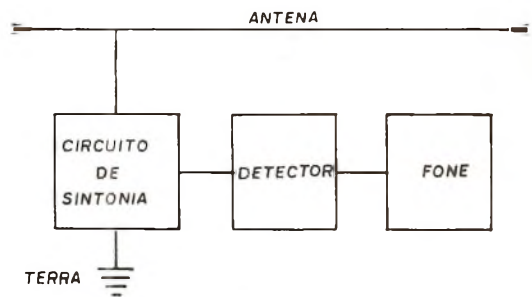 ANTENA
CIRCUITO
DE
SINTONIA
DETECTOR
FONE
TERRA